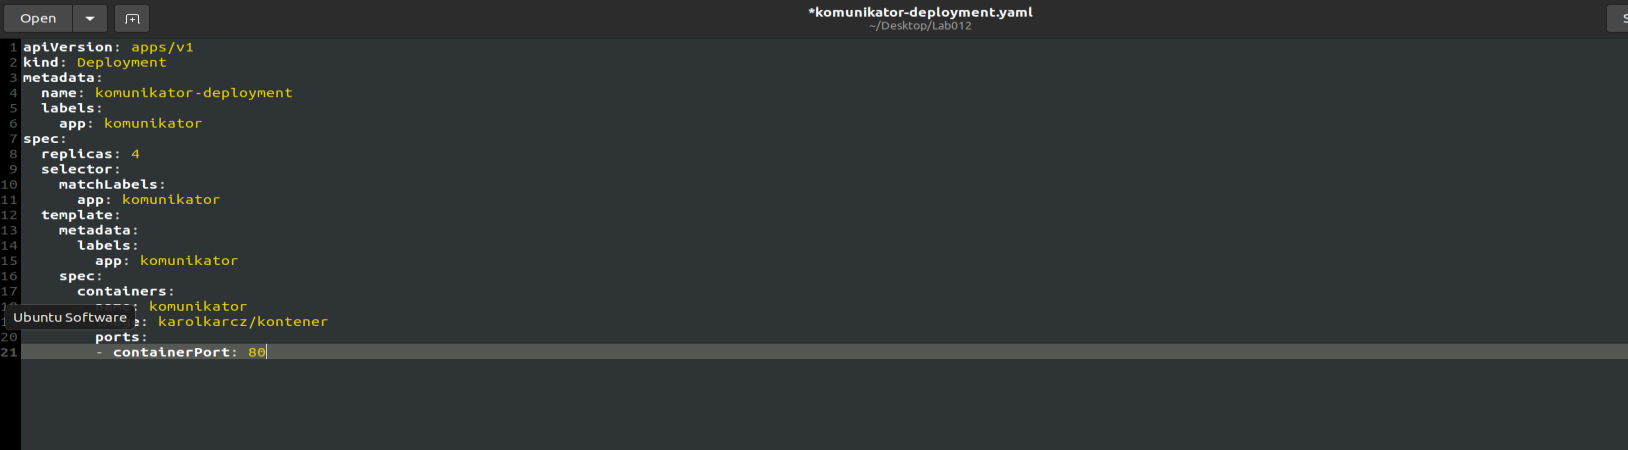 Open
*komunikator-deployment.yaml
~/Desktop/Lab012
1 apiVersion: apps/v1
2 kind: Deployment
3 metadata:
4   name: komunikator-deployment
5   labels:
6     app: komunikator
7 spec:
8   replicas: 4
9   selector:
10     matchLabels:
11       app: komunikator
12   template:
13     metadata:
14       labels:
15         app: komunikator
16     spec:
17       containers:
komunikator
Ubuntu Software
e: karolkarcz/kontener
20         ports:
21         - containerPort: 80